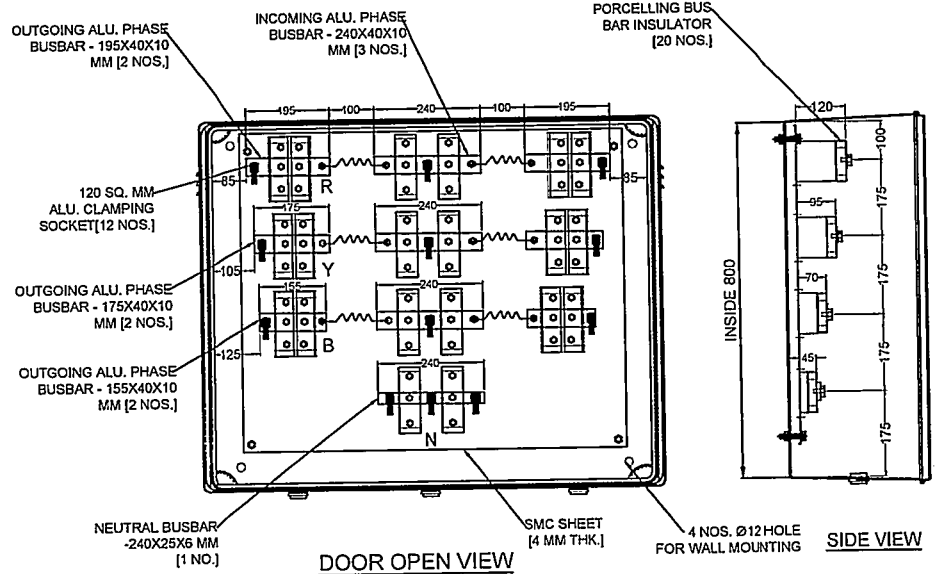 OUTGOING ALU. PHASE
BUSBAR - 195X40X10
MM [2 NOS.]
INCOMING ALU. PHASE
BUSBAR - 240X40X10
MM [3 NOS.]
PORCELLING BUS
BAR INSULATOR
[20 NOS.]
195
100
240
100
195
120
100
85
R
35
120 SQ. MM
ALU. CLAMPING
SOCKET[12 NOS.]
175
240
175
95
105
Y
OUTGOING ALU. PHASE
BUSBAR - 175X40X10
MM [2 NOS.]
155
240
INSIDE 800
70
175
125
B
OUTGOING ALU. PHASE
BUSBAR - 155X40X10
MM [2 NOS.]
240
45
175
N
175
NEUTRAL BUSBAR
-240X25X6 MM
[1 NO.]
SMC SHEET
[4 MM THK.]
4 NOS. Ø12 HOLE
FOR WALL MOUNTING
DOOR OPEN VIEW
SIDE VIEW